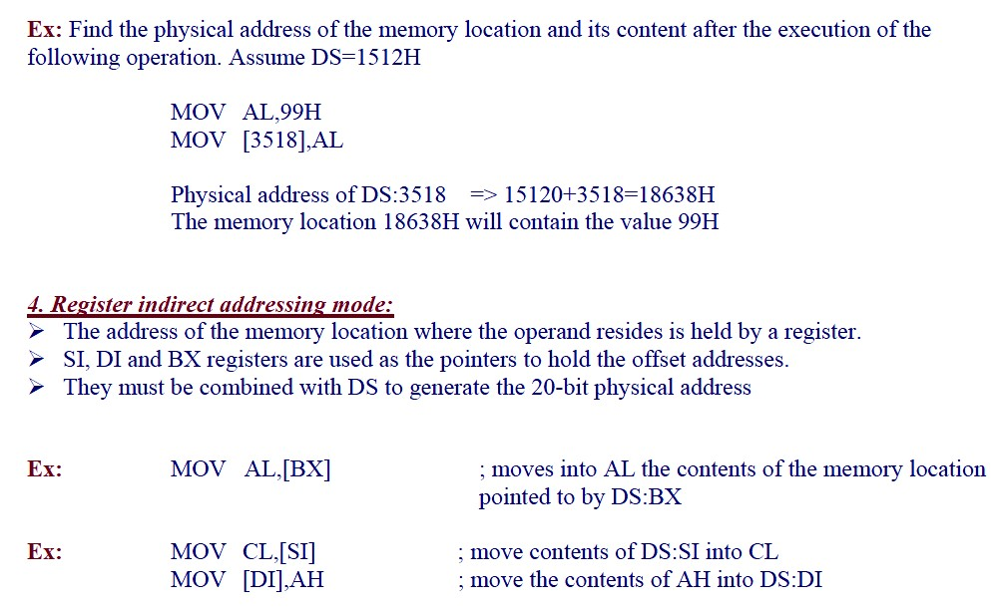 Ex: Find the physical address of the memory location and its content after the execution of the
following operation. Assume DS=1512H
MOV AL,99H
MOV [3518],AL
Physical address of DS:3518 => 15120+3518=18638H
The memory location 18638H will contain the value 99H
4. Register indirect addressing mode:
➢ The address of the memory location where the operand resides is held by a register.
➢ SI, DI and BX registers are used as the pointers to hold the offset addresses.
➢ They must be combined with DS to generate the 20-bit physical address
Ex: MOV AL,[BX] ; moves into AL the contents of the memory location
pointed to by DS:BX
Ex: MOV CL,[SI] ; move contents of DS:SI into CL
MOV [DI],AH ; move the contents of AH into DS:DI